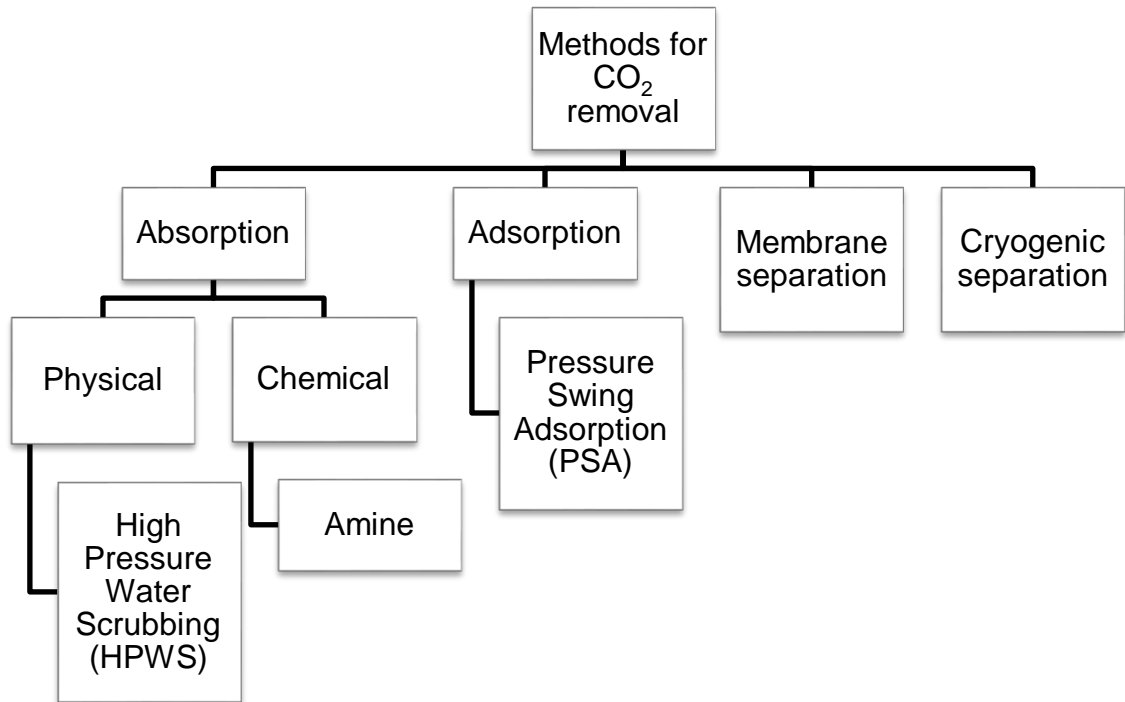 Methods for
CO₂
removal
Absorption
Adsorption
Membrane
separation
Cryogenic
separation
Physical
Chemical
Pressure
Swing
Adsorption
(PSA)
High
Pressure
Water
Scrubbing
(HPWS)
Amine